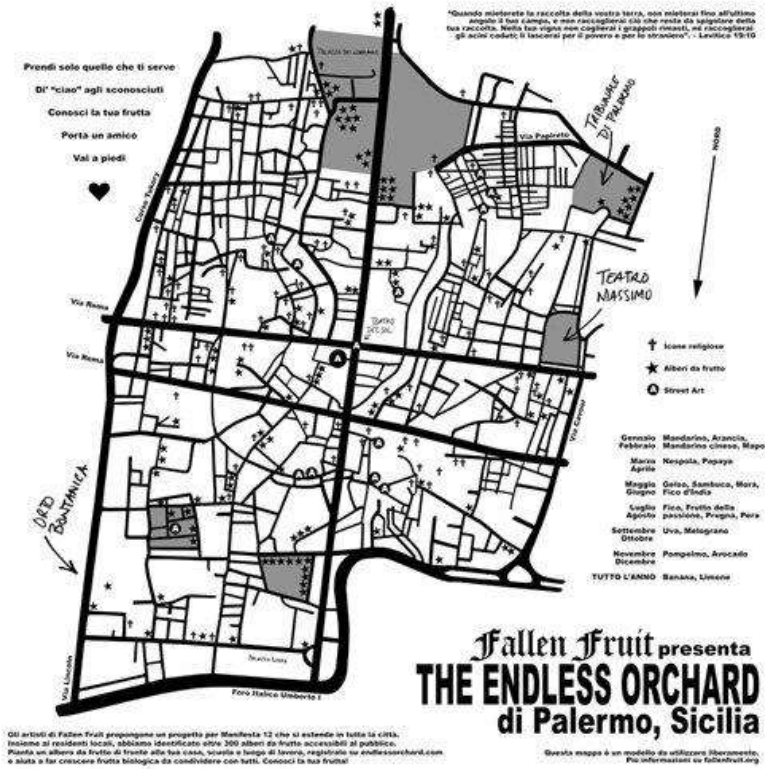 "Quando mieterete la raccolta della vostra terra, non mieterai fino all'ultimo
angolo il tuo campo, e non raccoglierai ciò che resta da spigolare della
tua raccolta. Nella tua vigna non coglierai i grappoli rimasti, né raccoglierai
gli acini caduti; li lascerai per il povero e per lo straniero". - Levitico 19:10
Prendi solo quello che ti serve
Di' "ciao" agli sconosciuti
Conosci la tua frutta
Porta un amico
Vai a piedi
TRIBUNALE
DI PALERMO
Via Papireto
NORD
Corso Tukory
TEATRO
MASSIMO
Via Roma
Via Roma
Via Cavour
Icone religiose
Alberi da frutto
Street Art
Gennaio Mandarino, Arancia,
Febbraio Mandarino cinese, Mapo
Marzo Nespola, Papaya
Aprile
Maggio Gelso, Sambuca, Mora,
Giugno Fico d'India
Luglio Fico, Frutto della
Agosto passione, Prugna, Pera
Settembre Uva, Melograno
Ottobre
Novembre Pompelmo, Avocado
Dicembre
TUTTO L'ANNO Banana, Limone
ORTO
BONTANICA
Via Lincoln
Foro Italico Umberto I
Fallen Fruit presenta
THE ENDLESS ORCHARD
di Palermo, Sicilia
Gli artisti di Fallen Fruit propongono un progetto per Manifesta 12 che si estende in tutta la città.
Insieme ai residenti locali, abbiamo identificato oltre 300 alberi da frutto accessibili al pubblico.
Pianta un albero da frutto di fronte alla tua casa, scuola o luogo di lavoro, registralo su endlessorchard.com
e aiuta a far crescere frutta biologica da condividere con tutti. Conosci la tua frutta!
Questa mappa è un modello da utilizzare liberamente.
Più informazioni su fallenfruit.org